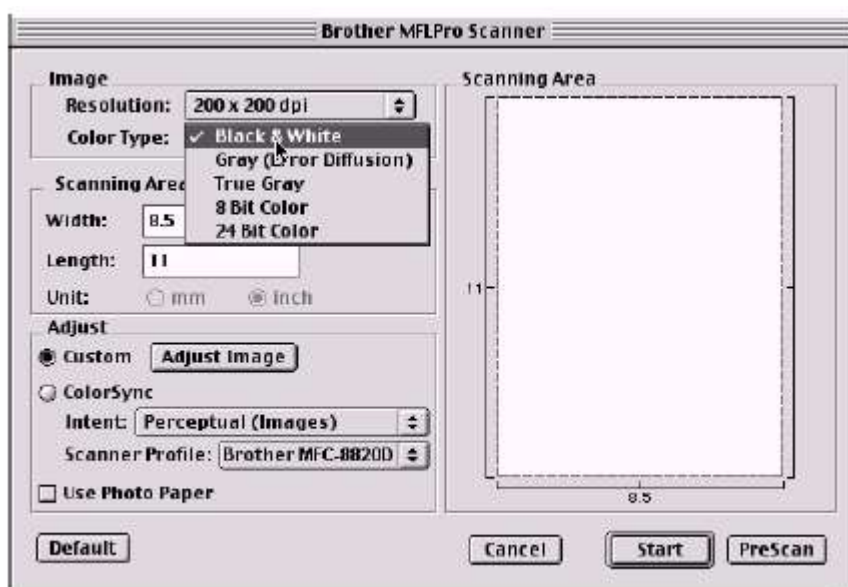 Brother MFLPro Scanner
Image
Resolution: 200 x 200 dpi
Color Type: ✓ Black & White
Gray (Error Diffusion)
True Gray
8 Bit Color
24 Bit Color
Scanning Area
Width: 8.5
Length: 11
Unit: mm inch
Adjust
Custom Adjust Image
ColorSync
Intent: Perceptual (Images)
Scanner Profile: Brother MFC-8820D
Use Photo Paper
Scanning Area
11
8.5
Default Cancel Start PreScan